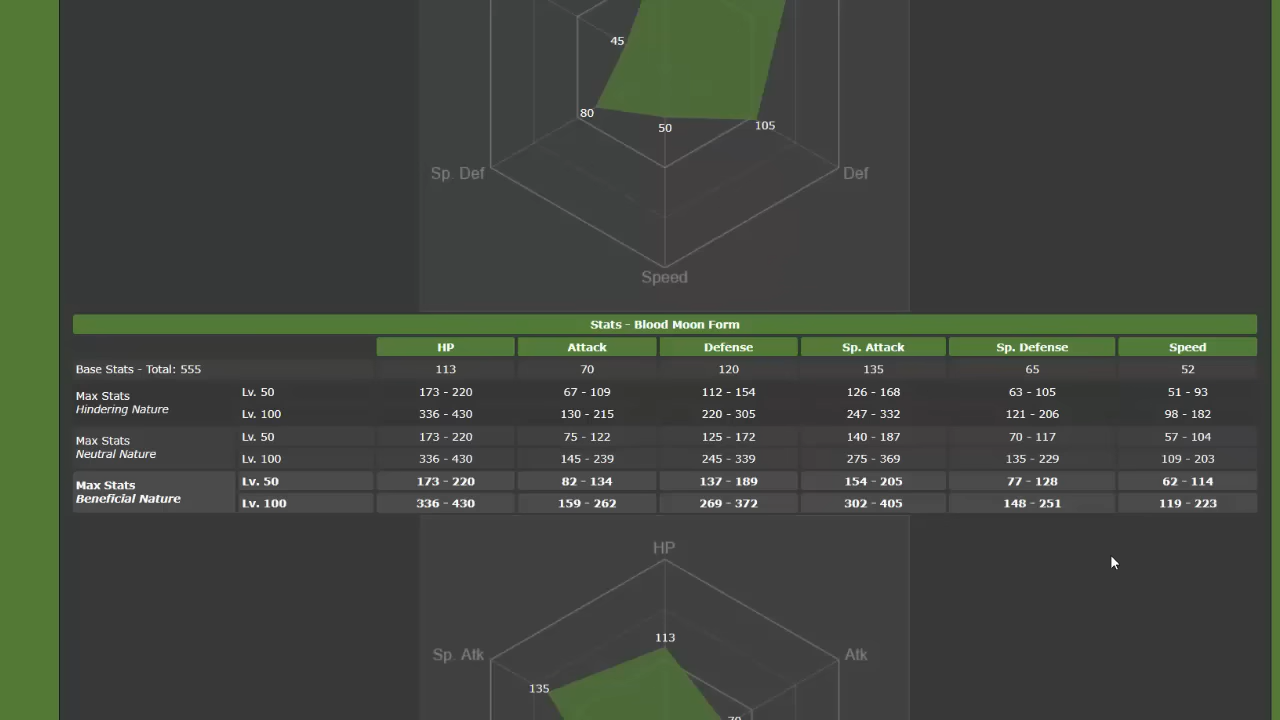 45
80
50
105
Sp. Def
Def
Speed
Stats - Blood Moon Form
HP Attack Defense Sp. Attack Sp. Defense Speed
Base Stats - Total: 555 113 70 120 135 65 52
Max Stats
Hindering Nature
Lv. 50 173 - 220 67 - 109 112 - 154 126 - 168 63 - 105 51 - 93
Lv. 100 336 - 430 130 - 215 220 - 305 247 - 332 121 - 206 98 - 182
Max Stats
Neutral Nature
Lv. 50 173 - 220 75 - 122 125 - 172 140 - 187 70 - 117 57 - 104
Lv. 100 336 - 430 145 - 239 245 - 339 275 - 369 135 - 229 109 - 203
Max Stats
Beneficial Nature
Lv. 50 173 - 220 82 - 134 137 - 189 154 - 205 77 - 128 62 - 114
Lv. 100 336 - 430 159 - 262 269 - 372 302 - 405 148 - 251 119 - 223
HP
113
Sp. Atk
Atk
135